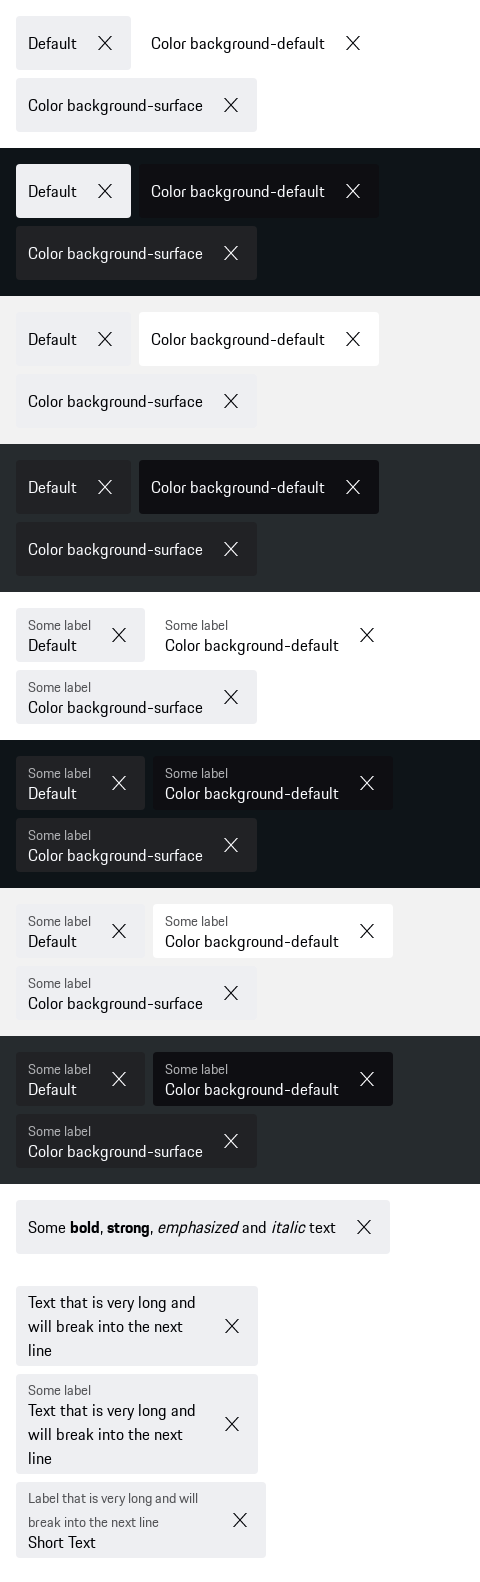 Default
Color background-default
Color background-surface
Default
Color background-default
Color background-surface
Default
Color background-default
Color background-surface
Default
Color background-default
Color background-surface
Some label
Default
Some label
Color background-default
Some label
Color background-surface
Some label
Default
Some label
Color background-default
Some label
Color background-surface
Some label
Default
Some label
Color background-default
Some label
Color background-surface
Some label
Default
Some label
Color background-default
Some label
Color background-surface
Some bold, strong, emphasized and italic text
Text that is very long and
will break into the next
line
Some label
Text that is very long and
will break into the next
line
Label that is very long and will
break into the next line
Short Text